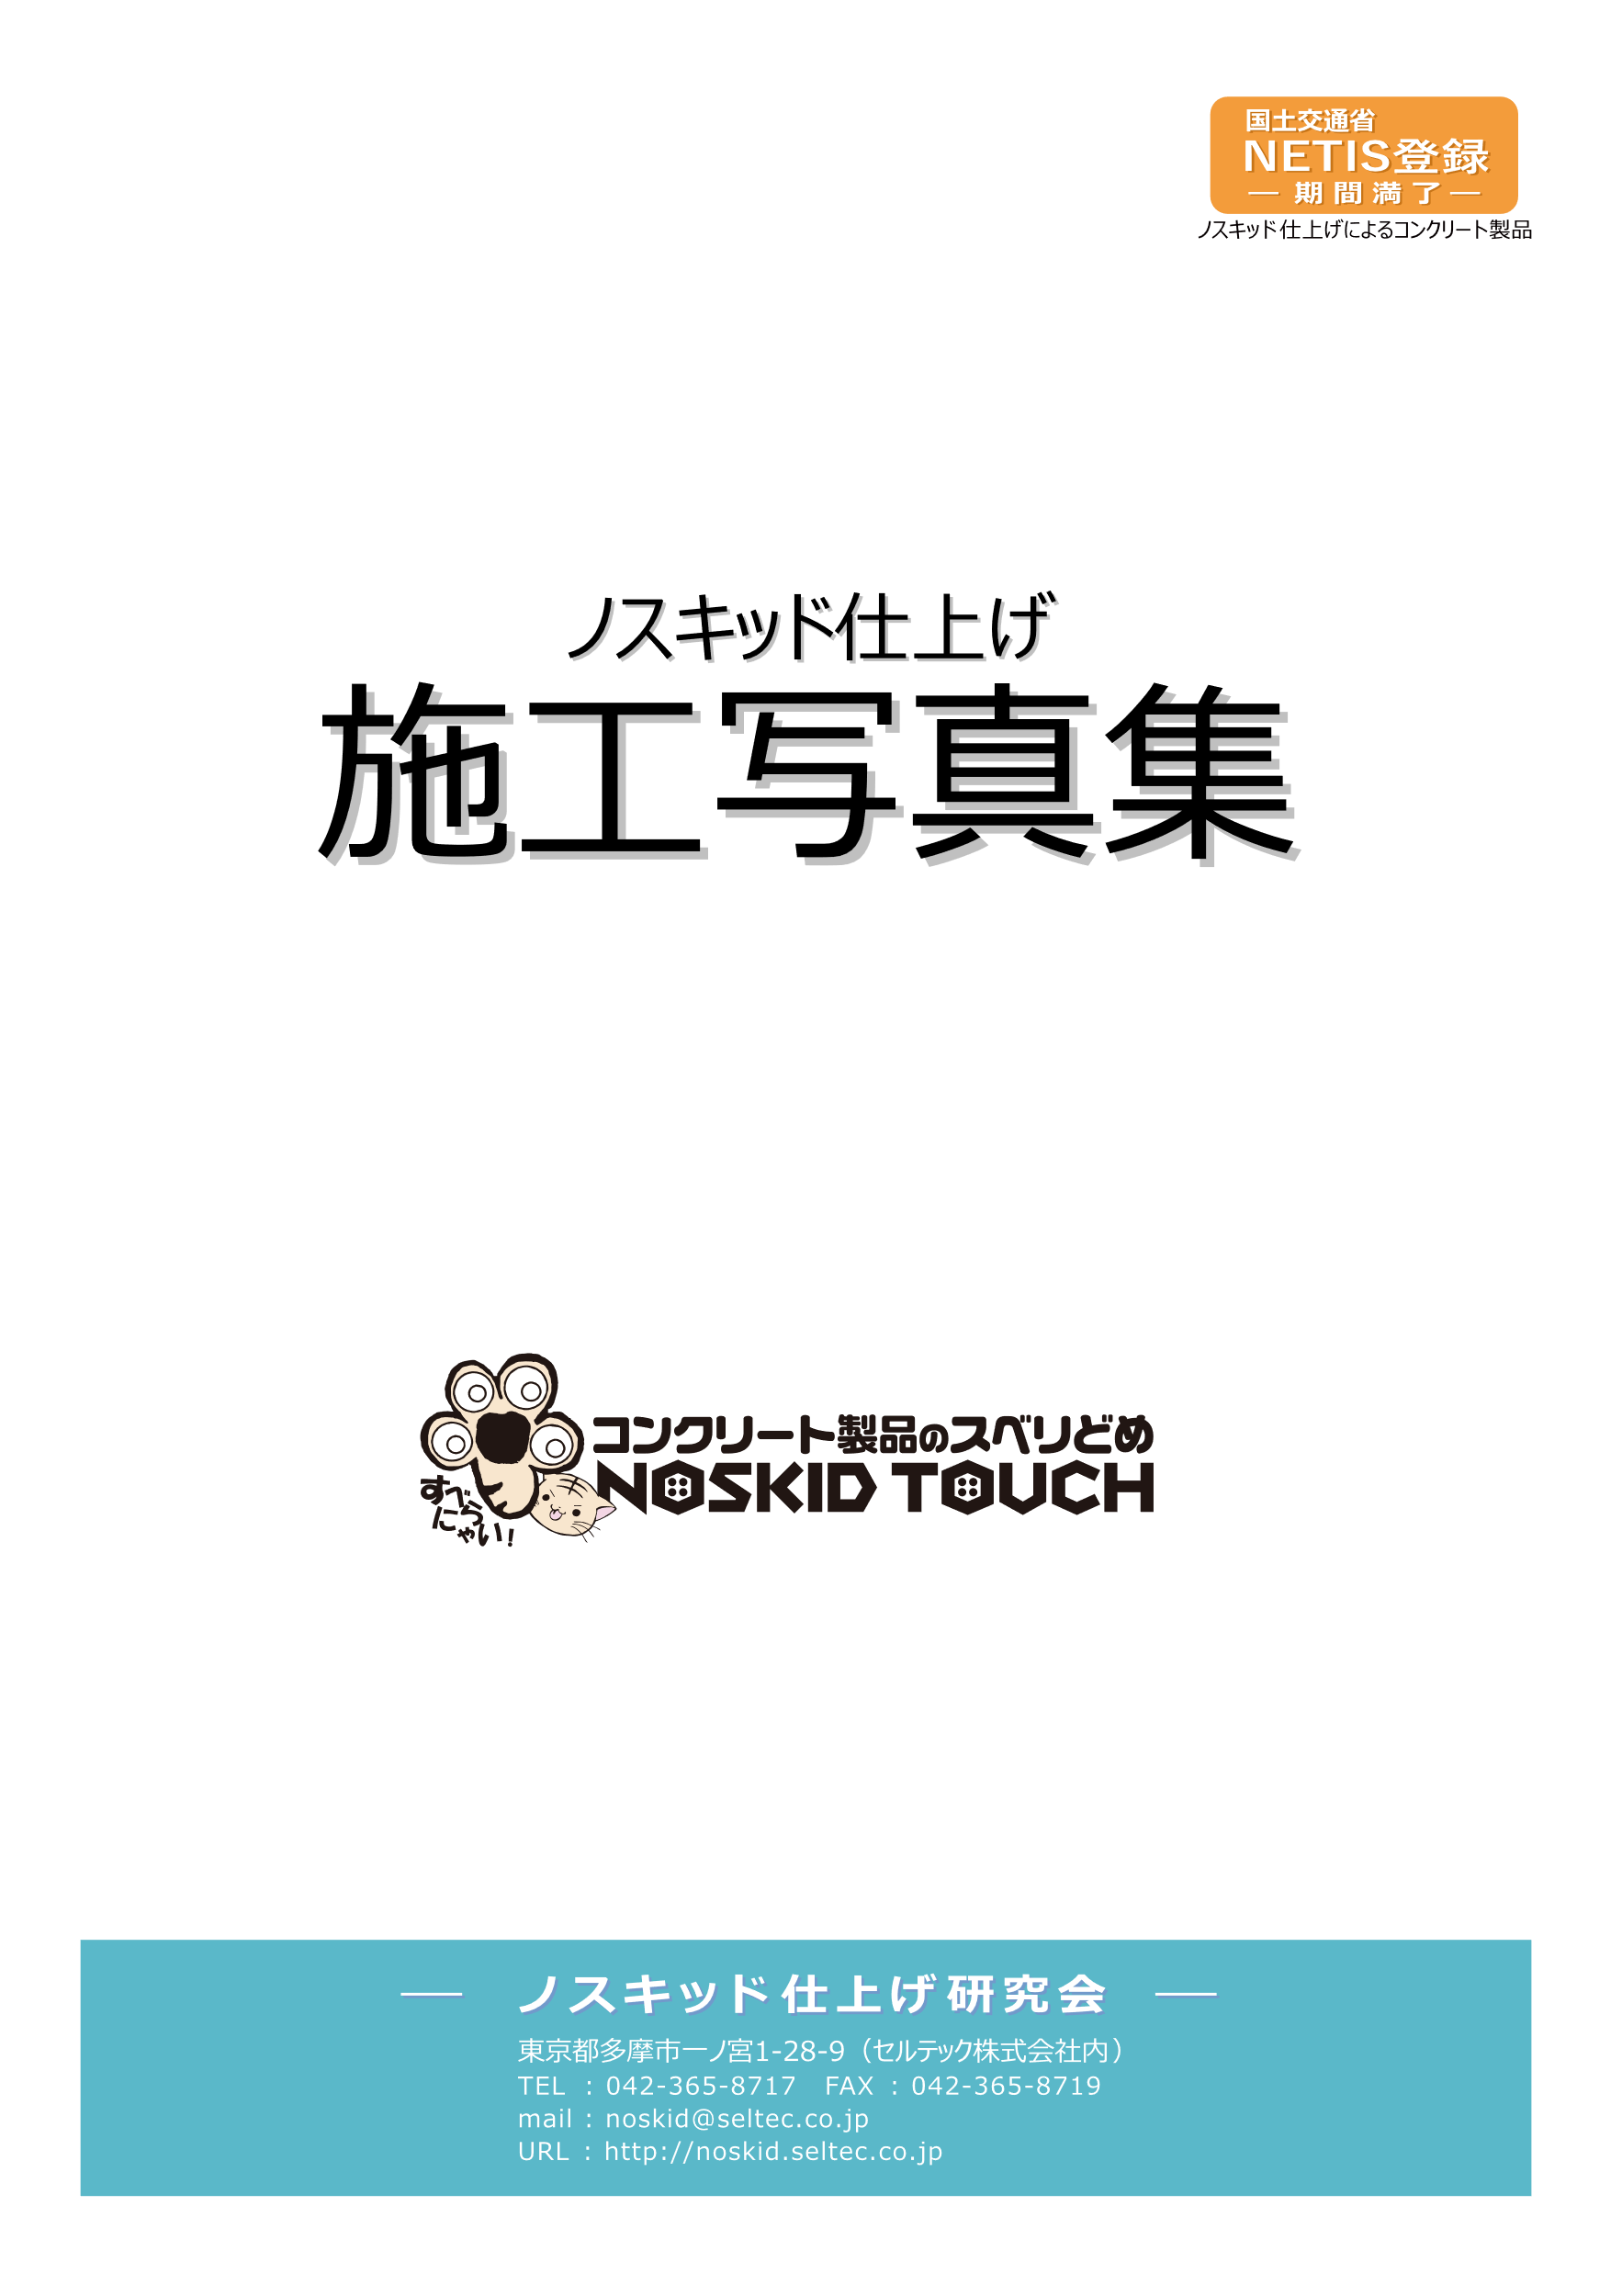 国土交通省
NETIS登録
― 期間満了 ―
ノスキッド仕上げによるコンクリート製品
ノスキッド仕上げ
施工写真集
コンクリート製品のスベリどめ
NOSKID TOUCH
すべら
にゃい!
― ノスキッド仕上げ研究会 ―
東京都多摩市一ノ宮1-28-9（セルテック株式会社内）
TEL : 042-365-8717 FAX : 042-365-8719
mail : noskid@seltec.co.jp
URL : http://noskid.seltec.co.jp